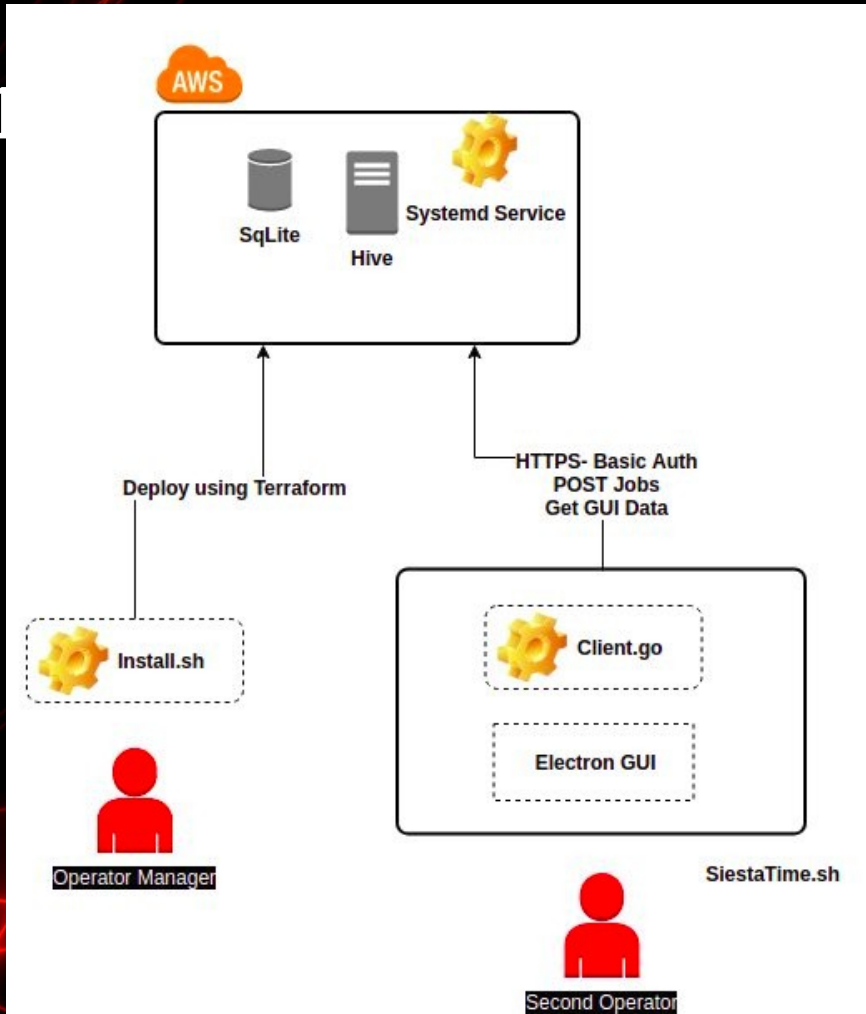 AWS
Systemd Service
SqLite
Hive
Deploy using Terraform
HTTPS- Basic Auth
POST Jobs
Get GUI Data
Install.sh
Client.go
Electron GUI
Operator Manager
SiestaTime.sh
Second Operator